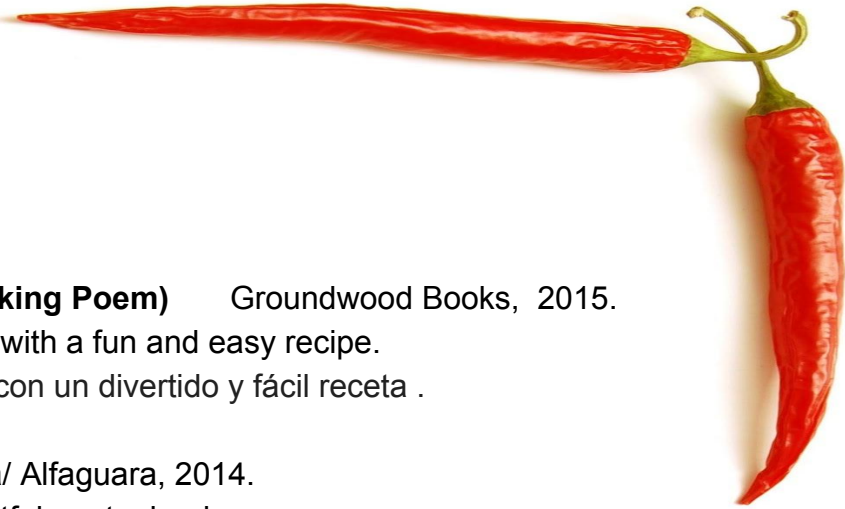 king Poem) Groundwood Books, 2015.
with a fun and easy recipe.
con un divertido y fácil receta .
/ Alfaguara, 2014.